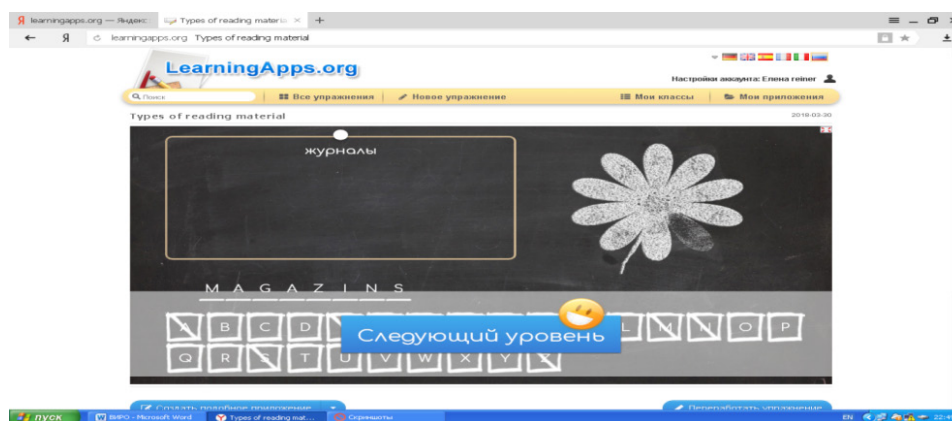 Я learningapps.org — Яндекс
Types of reading materia
learningapps.org Types of reading material
LearningApps.org
Настройки аккаунта: Елена reiner
Поиск
Все упражнения
Новое упражнение
Мои классы
Мои приложения
Types of reading material
2018-03-30
журналы
M A G A Z I N S
A B C D L M N O P
Следующий уровень
Q R S T U V W X Y Z
Создать подобное приложение
Переработать упражнение
пуск
ВИРО - Microsoft Word
Types of reading mat...
Скриншоты
EN